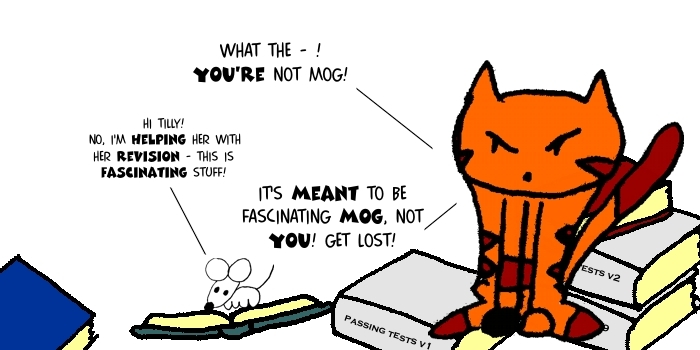 WHAT THE - !
YOU'RE NOT MOG!
HI TILLY!
NO, I'M HELPING HER WITH
HER REVISION - THIS IS
FASCINATING STUFF!
IT'S MEANT TO BE
FASCINATING MOG, NOT
YOU! GET LOST!
TESTS V2
PASSING TESTS V1
9